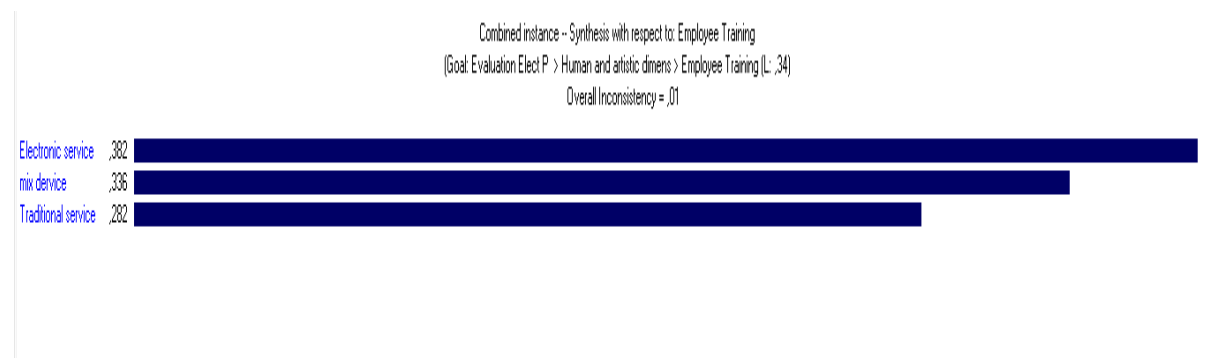 Combined instance -- Synthesis with respect to: Employee Training
(Goal: Evaluation Elect P > Human and artistic dimens > Employee Training (L: ,34)
Overall Inconsistency = ,01
Electronic service ,382
mix dervice ,336
Traditional service ,282